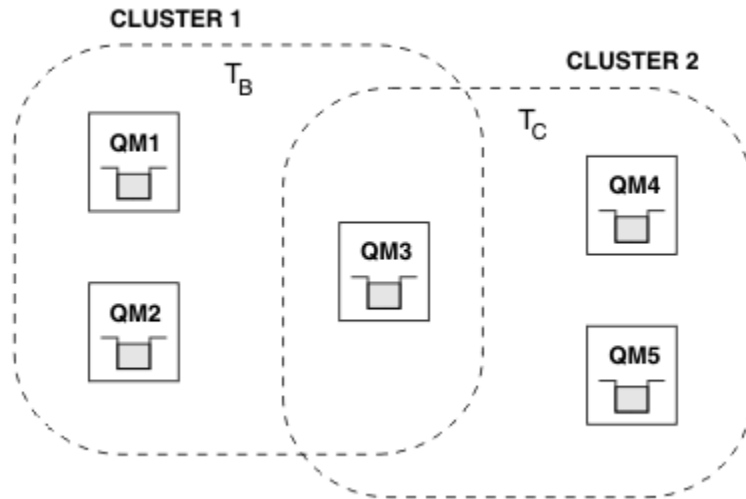 CLUSTER 1
CLUSTER 2
T_B
T_C
QM1
QM4
QM3
QM2
QM5